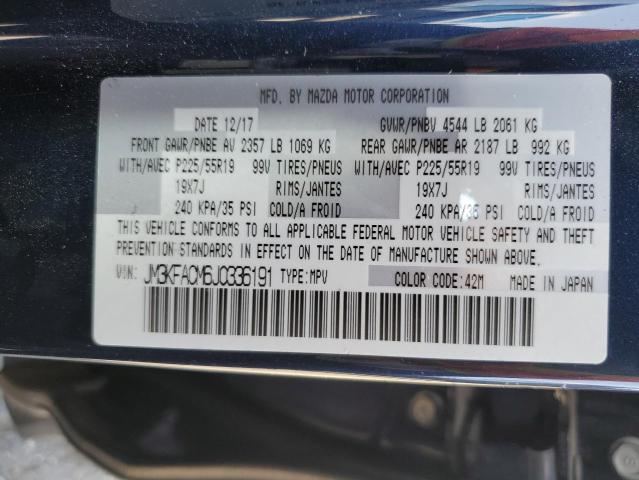 MFD. BY MAZDA MOTOR CORPORATION
DATE 12/17 GVWR/PNBV 4544 LB 2061 KG
FRONT GAWR/PNBE AV 2357 LB 1069 KG REAR GAWR/PNBE AR 2187 LB 992 KG
WITH/AVEC P225/55R19 99V TIRES/PNEUS WITH/AVEC P225/55R19 99V TIRES/PNEUS
19X7J RIMS/JANTES 19X7J RIMS/JANTES
240 KPA/35 PSI COLD/A FROID 240 KPA/35 PSI COLD/A FROID
THIS VEHICLE CONFORMS TO ALL APPLICABLE FEDERAL MOTOR VEHICLE SAFETY AND THEFT
PREVENTION STANDARDS IN EFFECT ON THE DATE OF MANUFACTURE SHOWN ABOVE.
VIN: JM3KFACM6J0336191 TYPE:MPV COLOR CODE:42M MADE IN JAPAN